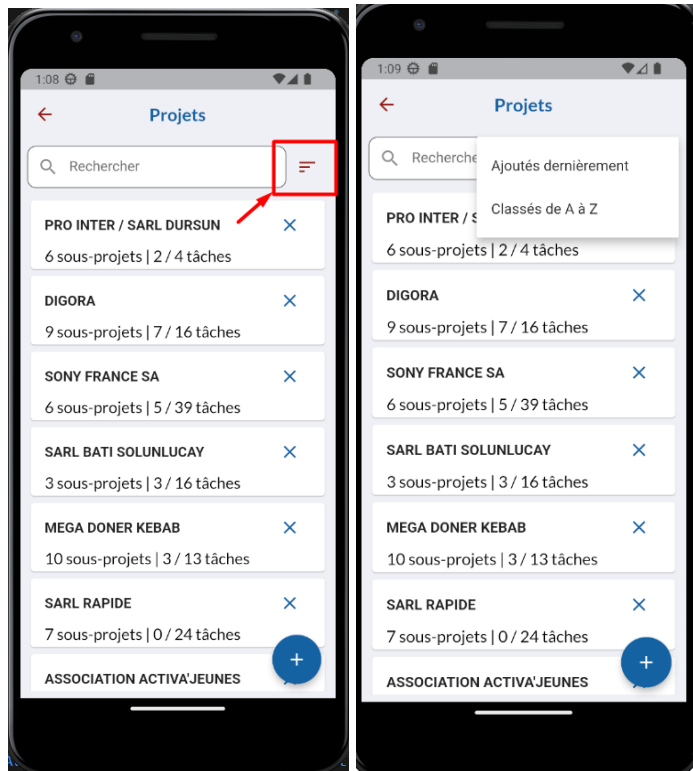 1:08
Projets
Rechercher
PRO INTER / SARL DURSUN
6 sous-projets | 2 / 4 tâches
DIGORA
9 sous-projets | 7 / 16 tâches
SONY FRANCE SA
6 sous-projets | 5 / 39 tâches
SARL BATI SOLUNLUCAY
3 sous-projets | 3 / 16 tâches
MEGA DONER KEBAB
10 sous-projets | 3 / 13 tâches
SARL RAPIDE
7 sous-projets | 0 / 24 tâches
ASSOCIATION ACTIVA'JEUNES
1:09
Projets
Recherche
Ajoutés dernièrement
Classés de A à Z
PRO INTER / S
6 sous-projets | 2 / 4 tâches
DIGORA
9 sous-projets | 7 / 16 tâches
SONY FRANCE SA
6 sous-projets | 5 / 39 tâches
SARL BATI SOLUNLUCAY
3 sous-projets | 3 / 16 tâches
MEGA DONER KEBAB
10 sous-projets | 3 / 13 tâches
SARL RAPIDE
7 sous-projets | 0 / 24 tâches
ASSOCIATION ACTIVA'JEUNES